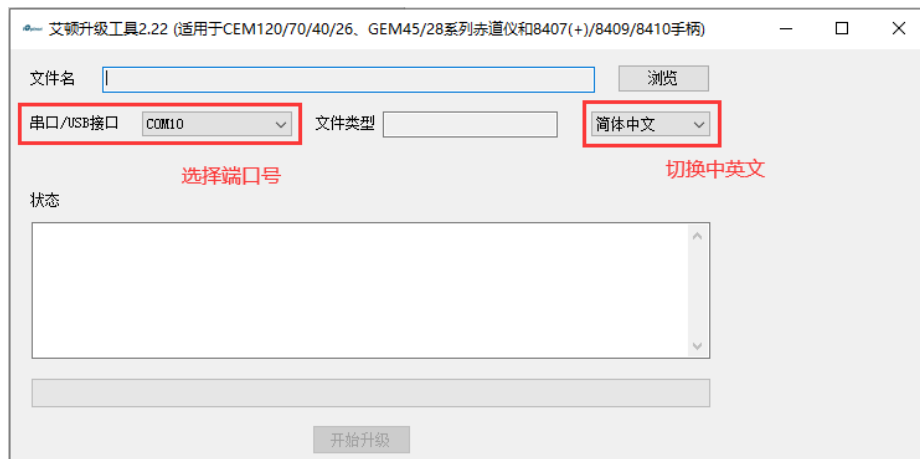 艾顿升级工具2.22 (适用于CEM120/70/40/26、GEM45/28系列赤道仪和8407(+)/8409/8410手柄)
文件名 浏览
串口/USB接口 COM10 文件类型 简体中文
选择端口号 切换中英文
状态
开始升级